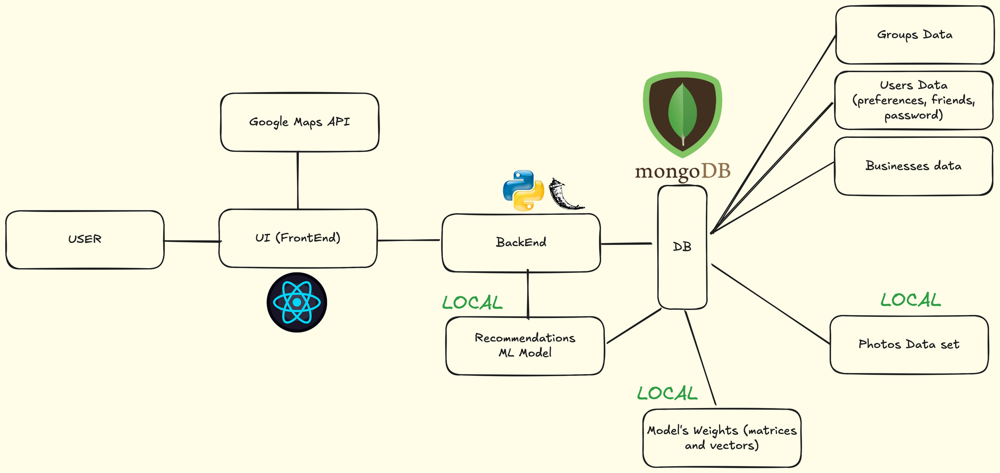 Groups Data
Users Data
(preferences, friends,
password)
Businesses data
Google Maps API
mongoDB
USER
UI (FrontEnd)
BackEnd
DB
LOCAL
Recommendations
ML Model
LOCAL
Photos Data set
LOCAL
Model's Weights (matrices
and vectors)